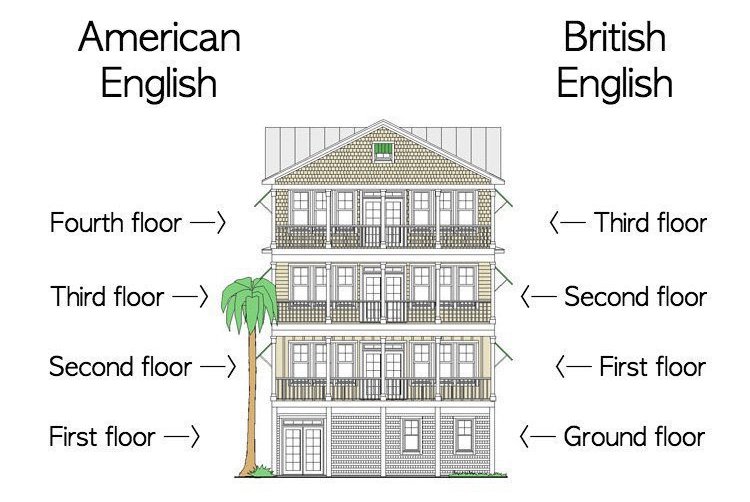 American
English
British
English
Fourth floor
Third floor
Third floor
Second floor
Second floor
First floor
First floor
Ground floor